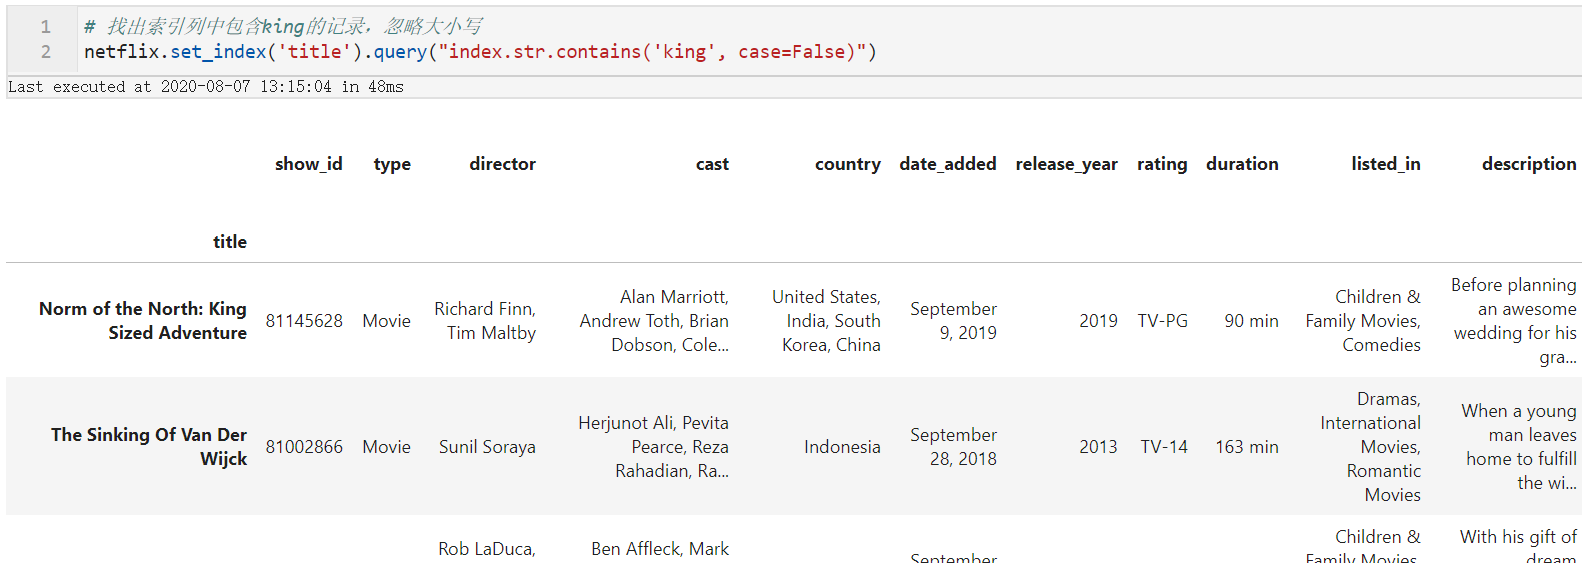 1 # 找出索引列中包含king的记录，忽略大小写
2 netflix.set_index('title').query("index.str.contains('king', case=False)")
Last executed at 2020-08-07 13:15:04 in 48ms
show_id type director cast country date_added release_year rating duration listed_in description
title
Norm of the North: King Sized Adventure 81145628 Movie Richard Finn, Tim Maltby Alan Marriott, Andrew Toth, Brian Dobson, Cole... United States, India, South Korea, China September 9, 2019 2019 TV-PG 90 min Children & Family Movies, Comedies Before planning an awesome wedding for his gra...
The Sinking Of Van Der Wijck 81002866 Movie Sunil Soraya Herjunot Ali, Pevita Pearce, Reza Rahadian, Ra... Indonesia September 28, 2018 2013 TV-14 163 min Dramas, International Movies, Romantic Movies When a young man leaves home to fulfill the wi...
Rob LaDuca, Ben Affleck, Mark September Children & Family Movies, With his gift of dream